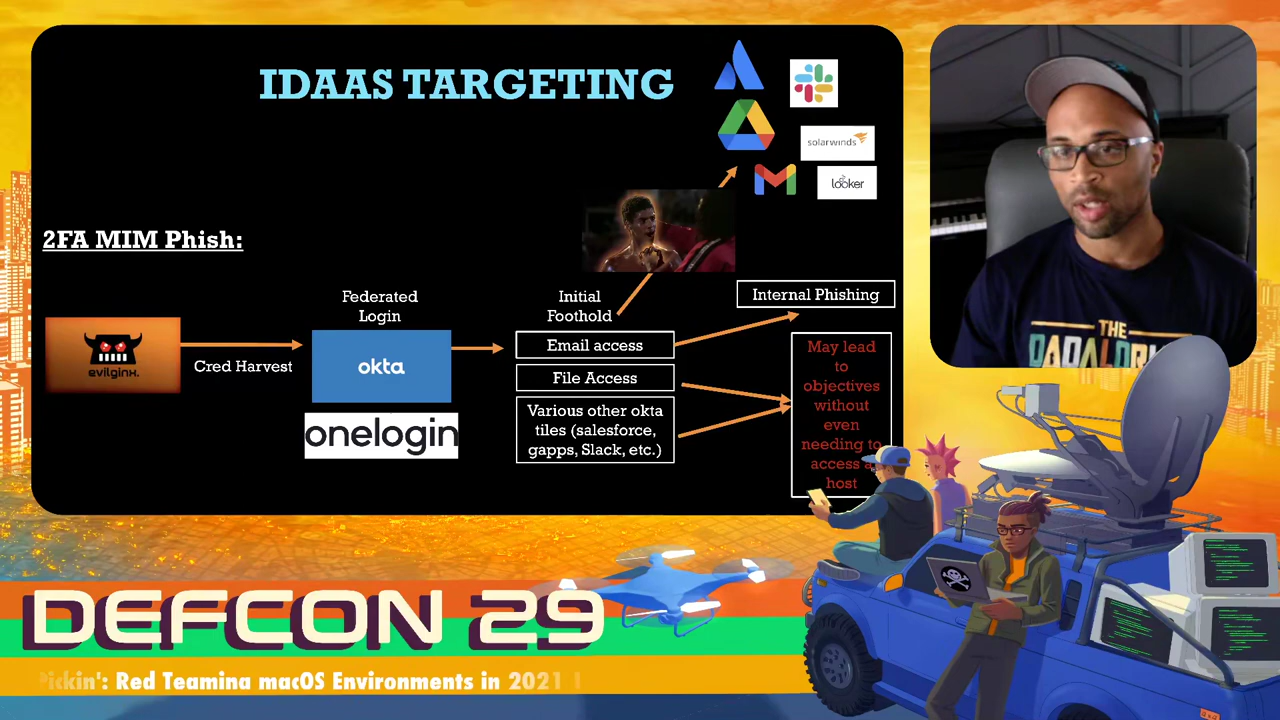 IDAAS TARGETING
solarwinds
looker
2FA MIM Phish:
evilginx.
Cred Harvest
Federated
Login
okta
onelogin
Initial
Foothold
Email access
File Access
Various other okta
tiles (salesforce,
gapps, Slack, etc.)
Internal Phishing
May lead
to
objectives
without
even
needing to
access a
host
THE
DEFCON 29
ickin': Red Teaming macOS Environments in 2021